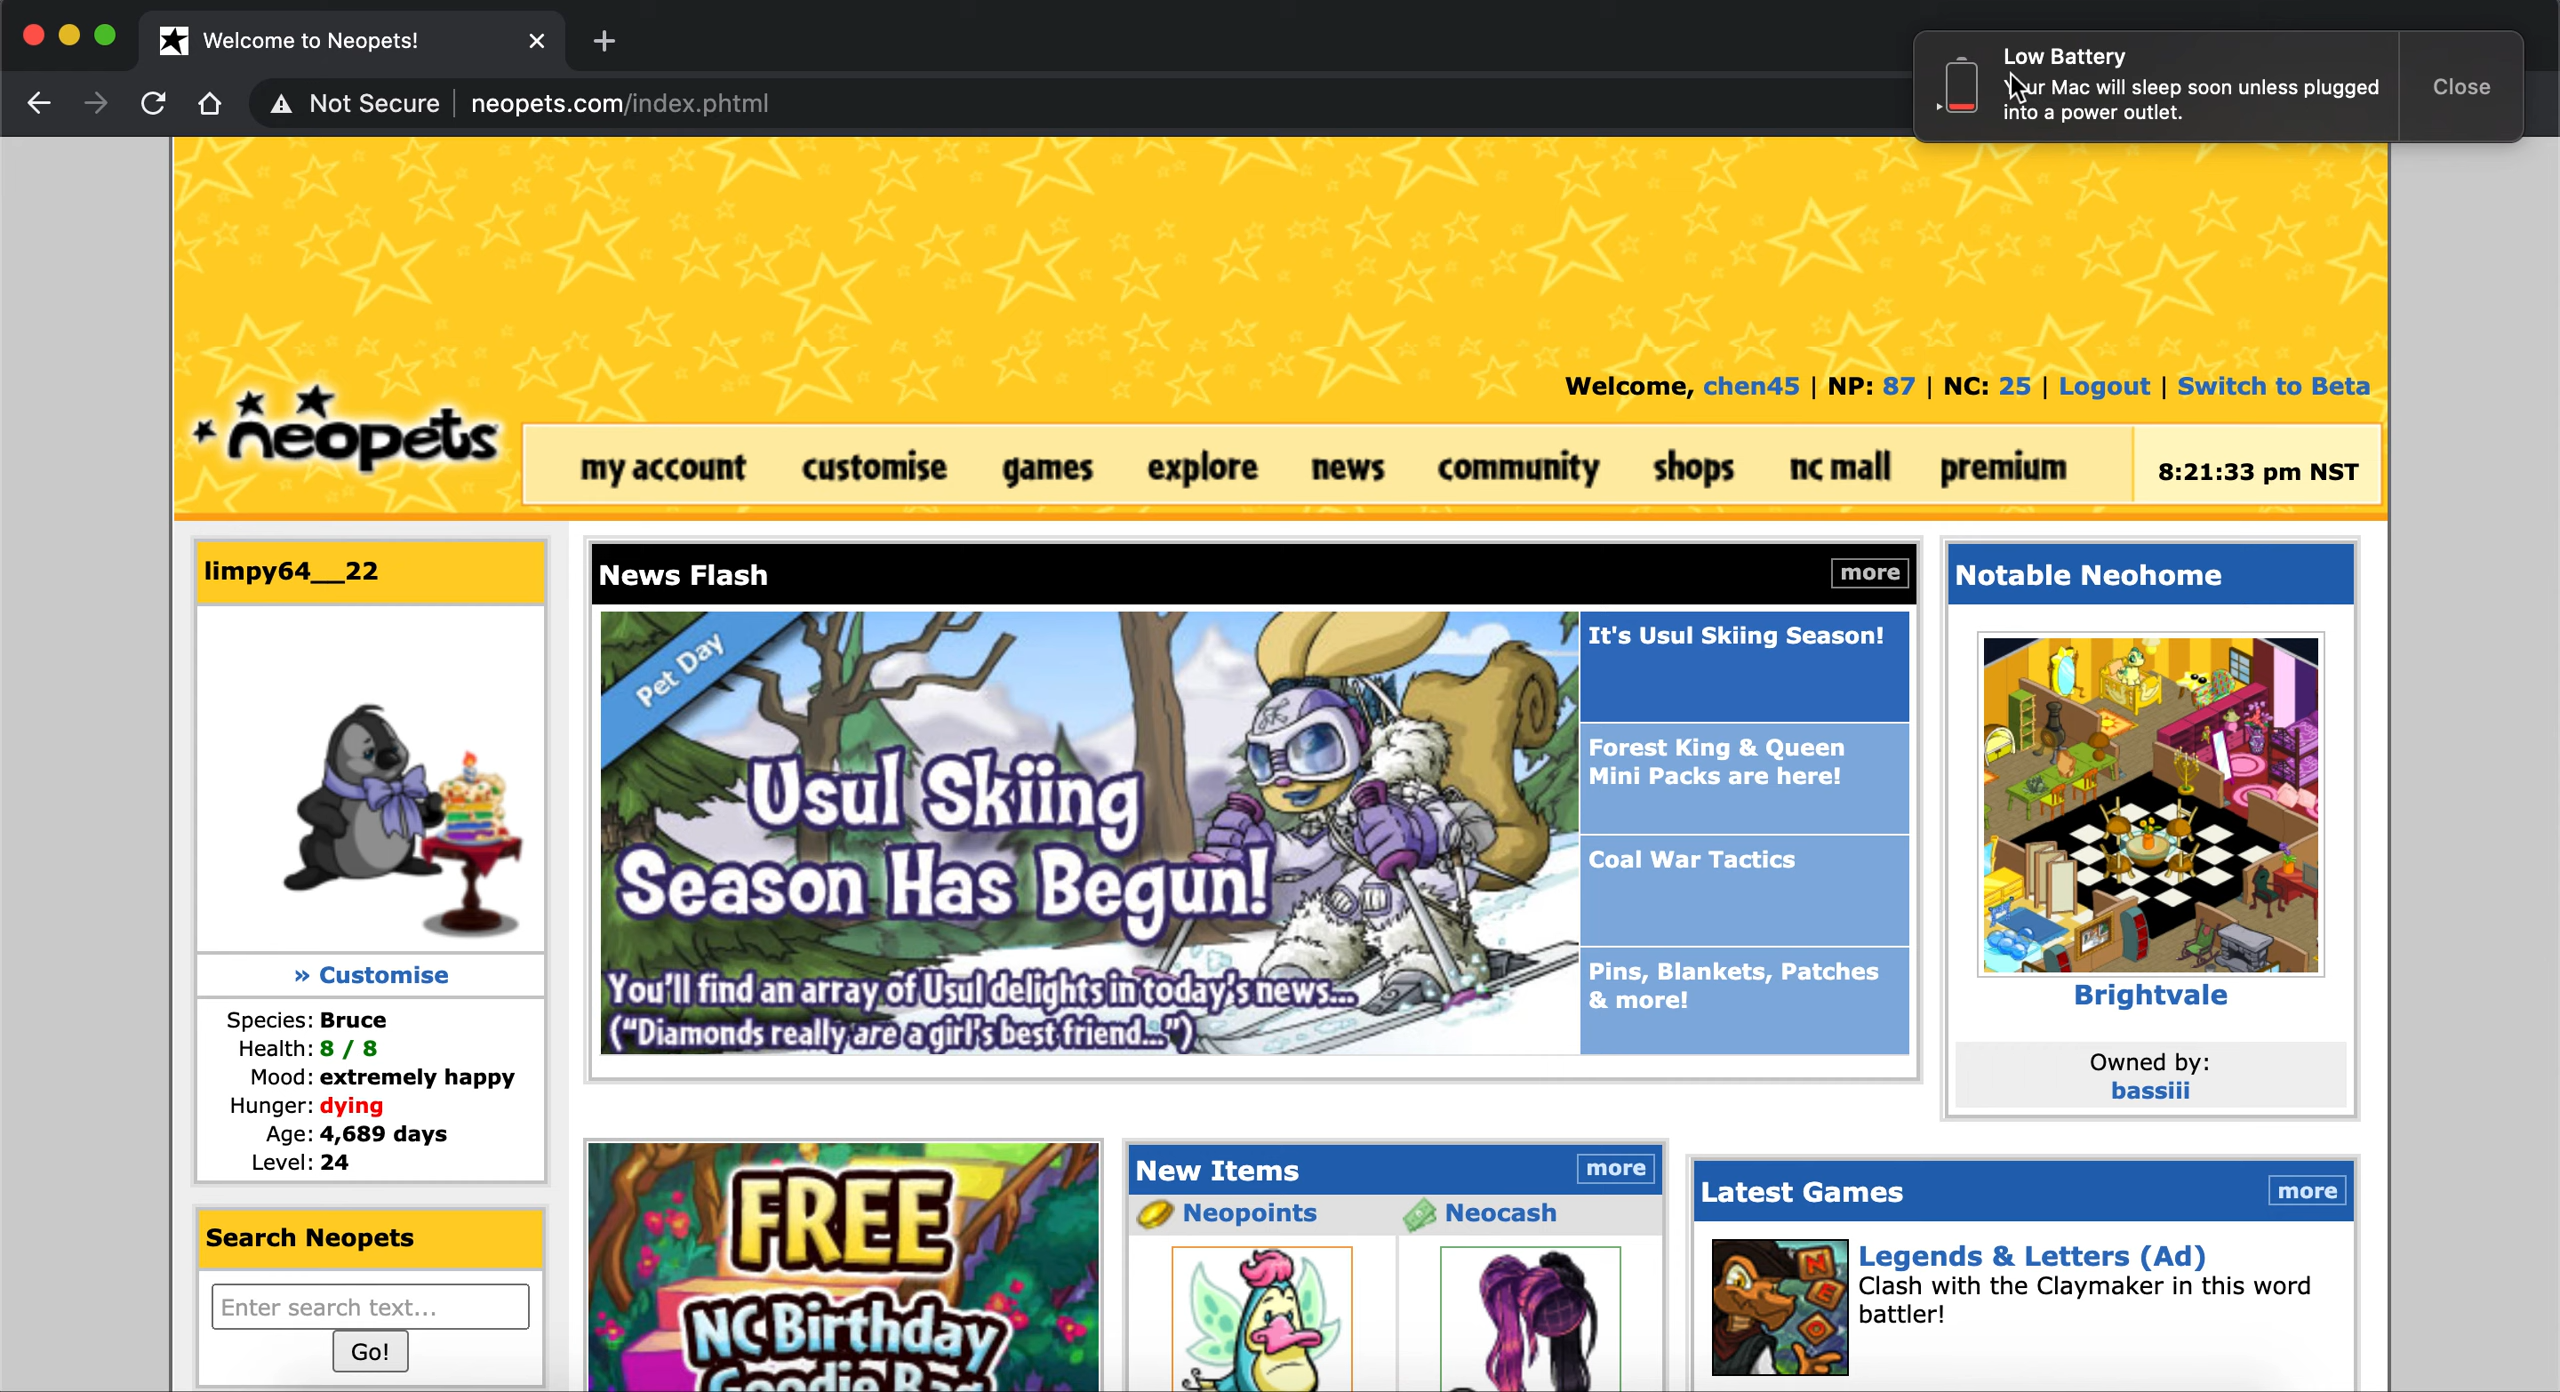 Welcome to Neopets!
Low Battery
Your Mac will sleep soon unless plugged
into a power outlet.
Close
Not Secure
neopets.com/index.phtml
Welcome, chen45 | NP: 87 | NC: 25 | Logout | Switch to Beta
neopets
my account customise games explore news community shops nc mall premium
8:21:33 pm NST
limpy64__22
» Customise
Species: Bruce
Health: 8 / 8
Mood: extremely happy
Hunger: dying
Age: 4,689 days
Level: 24
Search Neopets
Enter search text...
Go!
News Flash
more
Pet Day
Usul Skiing
Season Has Begun!
You'll find an array of Usul delights in today's news...
("Diamonds really are a girl's best friend...")
It's Usul Skiing Season!
Forest King & Queen
Mini Packs are here!
Coal War Tactics
Pins, Blankets, Patches
& more!
Notable Neohome
Brightvale
Owned by:
bassiii
FREE
NC Birthday
Goodie Bag
New Items
more
Neopoints
Neocash
Latest Games
more
N
E
O
Legends & Letters (Ad)
Clash with the Claymaker in this word
battler!